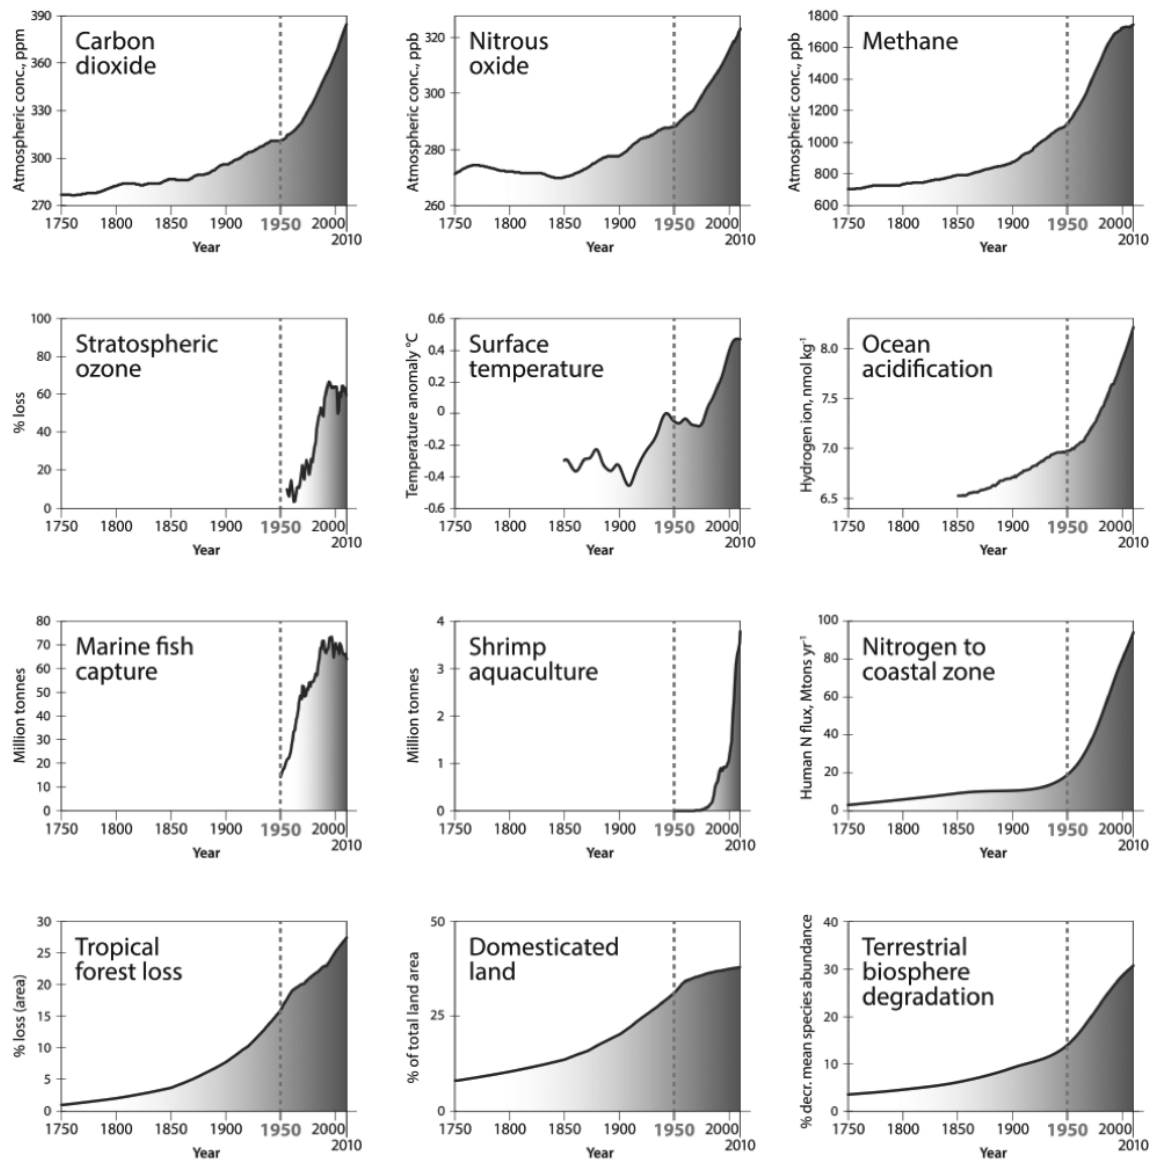 390
360
330
300
270
Atmospheric conc., ppm
Carbon
dioxide
1750 1800 1850 1900 1950 2000
2010
Year
320
300
280
260
Atmospheric conc., ppb
Nitrous
oxide
1750 1800 1850 1900 1950 2000
2010
Year
1800
1600
1400
1200
1000
800
600
Atmospheric conc., ppb
Methane
1750 1800 1850 1900 1950 2000
2010
Year
100
80
60
40
20
0
% loss
Stratospheric
ozone
1750 1800 1850 1900 1950 2000
2010
Year
0.6
0.4
0.2
0
-0.2
-0.4
-0.6
Temperature anomaly °C
Surface
temperature
1750 1800 1850 1900 1950 2000
2010
Year
8.0
7.5
7.0
6.5
Hydrogen ion, nmol kg⁻¹
Ocean
acidification
1750 1800 1850 1900 1950 2000
2010
Year
80
70
60
50
40
30
20
10
0
Million tonnes
Marine fish
capture
1750 1800 1850 1900 1950 2000
2010
Year
4
3
2
1
0
Million tonnes
Shrimp
aquaculture
1750 1800 1850 1900 1950 2000
2010
Year
100
80
60
40
20
0
Human N flux, Mtons yr⁻¹
Nitrogen to
coastal zone
1750 1800 1850 1900 1950 2000
2010
Year
30
25
20
15
10
5
0
% loss (area)
Tropical
forest loss
1750 1800 1850 1900 1950 2000
2010
Year
50
25
0
% of total land area
Domesticated
land
1750 1800 1850 1900 1950 2000
2010
Year
40
30
20
10
0
% decr. mean species abundance
Terrestrial
biosphere
degradation
1750 1800 1850 1900 1950 2000
2010
Year